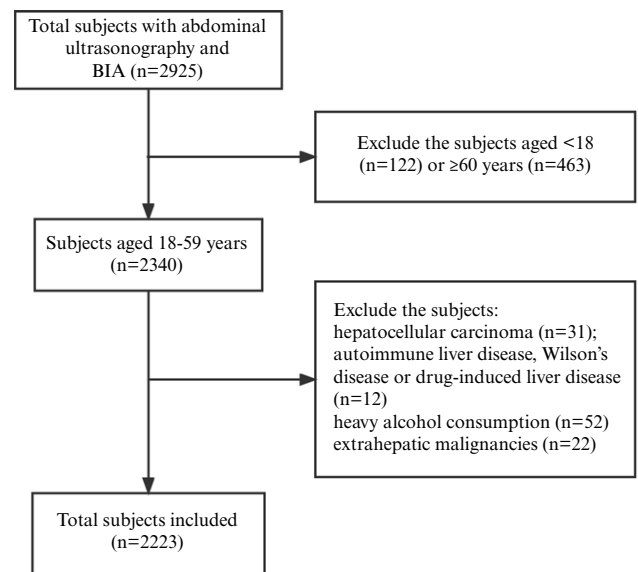 Total subjects with abdominal
ultrasonography and
BIA (n=2925)
Exclude the subjects aged <18
(n=122) or ≥60 years (n=463)
Subjects aged 18-59 years
(n=2340)
Exclude the subjects:
hepatocellular carcinoma (n=31);
autoimmune liver disease, Wilson's
disease or drug-induced liver disease
(n=12)
heavy alcohol consumption (n=52)
extrahepatic malignancies (n=22)
Total subjects included
(n=2223)